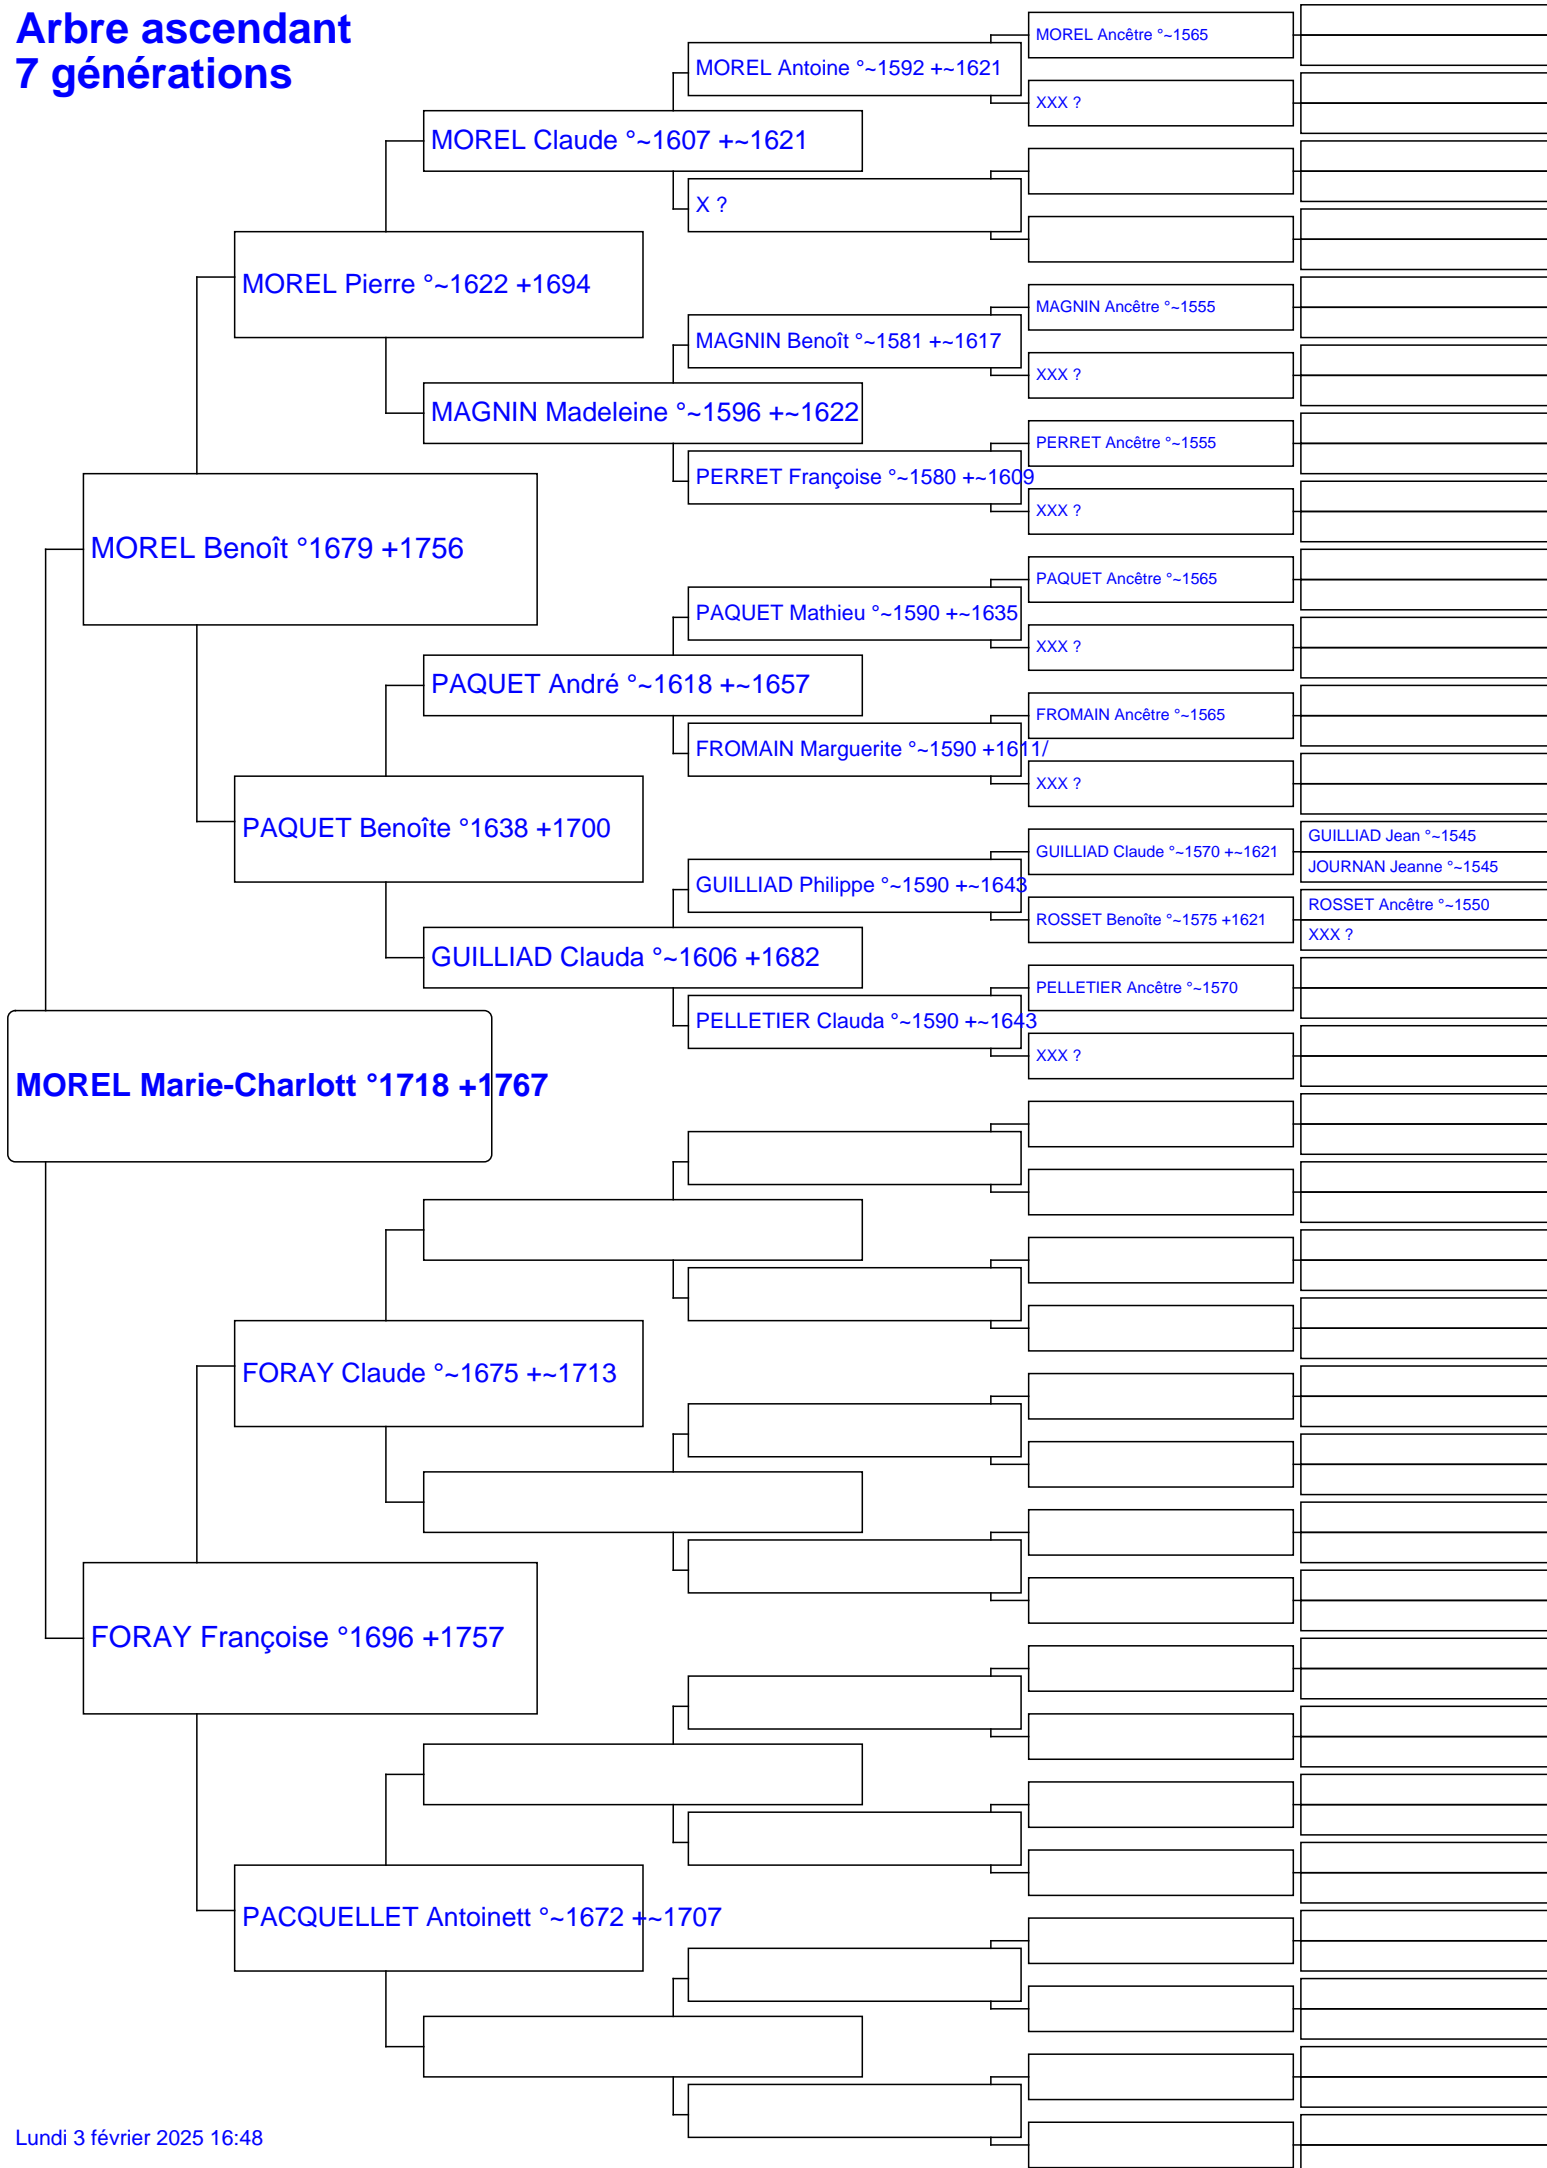 Arbre ascendant
7 générations
MOREL Ancêtre °~1565
MOREL Antoine °~1592 +~1621
XXX ?
MOREL Claude °~1607 +~1621
X ?
MOREL Pierre °~1622 +1694
MAGNIN Ancêtre °~1555
MAGNIN Benoît °~1581 +~1617
XXX ?
MAGNIN Madeleine °~1596 +~1622
PERRET Ancêtre °~1555
PERRET Françoise °~1580 +~1609
XXX ?
MOREL Benoît °1679 +1756
PAQUET Ancêtre °~1565
PAQUET Mathieu °~1590 +~1635
XXX ?
PAQUET André °~1618 +~1657
FROMAIN Ancêtre °~1565
FROMAIN Marguerite °~1590 +1611/
XXX ?
PAQUET Benoîte °1638 +1700
GUILLIAD Jean °~1545
GUILLIAD Claude °~1570 +~1621
JOURNAN Jeanne °~1545
GUILLIAD Philippe °~1590 +~1643
ROSSET Ancêtre °~1550
ROSSET Benoîte °~1575 +1621
XXX ?
GUILLIAD Clauda °~1606 +1682
PELLETIER Ancêtre °~1570
PELLETIER Clauda °~1590 +~1643
XXX ?
MOREL Marie-Charlott °1718 +1767
FORAY Claude °~1675 +~1713
FORAY Françoise °1696 +1757
PACQUELLET Antoinett °~1672 +~1707
Lundi 3 février 2025 16:48